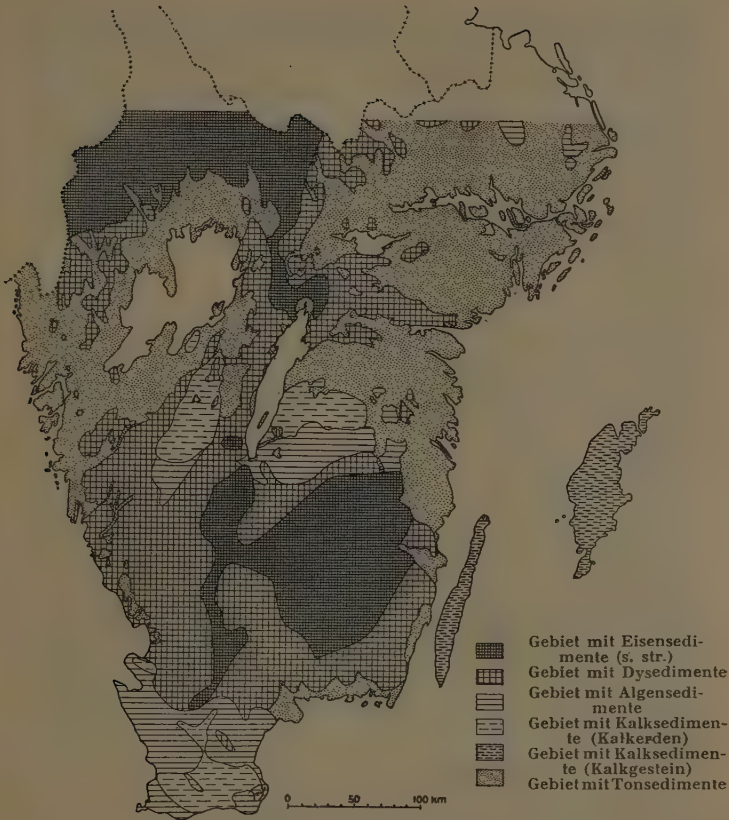 Gebiet mit Eisensedi-
mente (s. str.)
Gebiet mit Dysedimente
Gebiet mit Algensedi-
mente
Gebiet mit Kalksedimen-
te (Kalkerden)
Gebiet mit Kalksedimen-
te (Kalkgestein)
Gebiet mit Tonsedimente
0 50 100 km